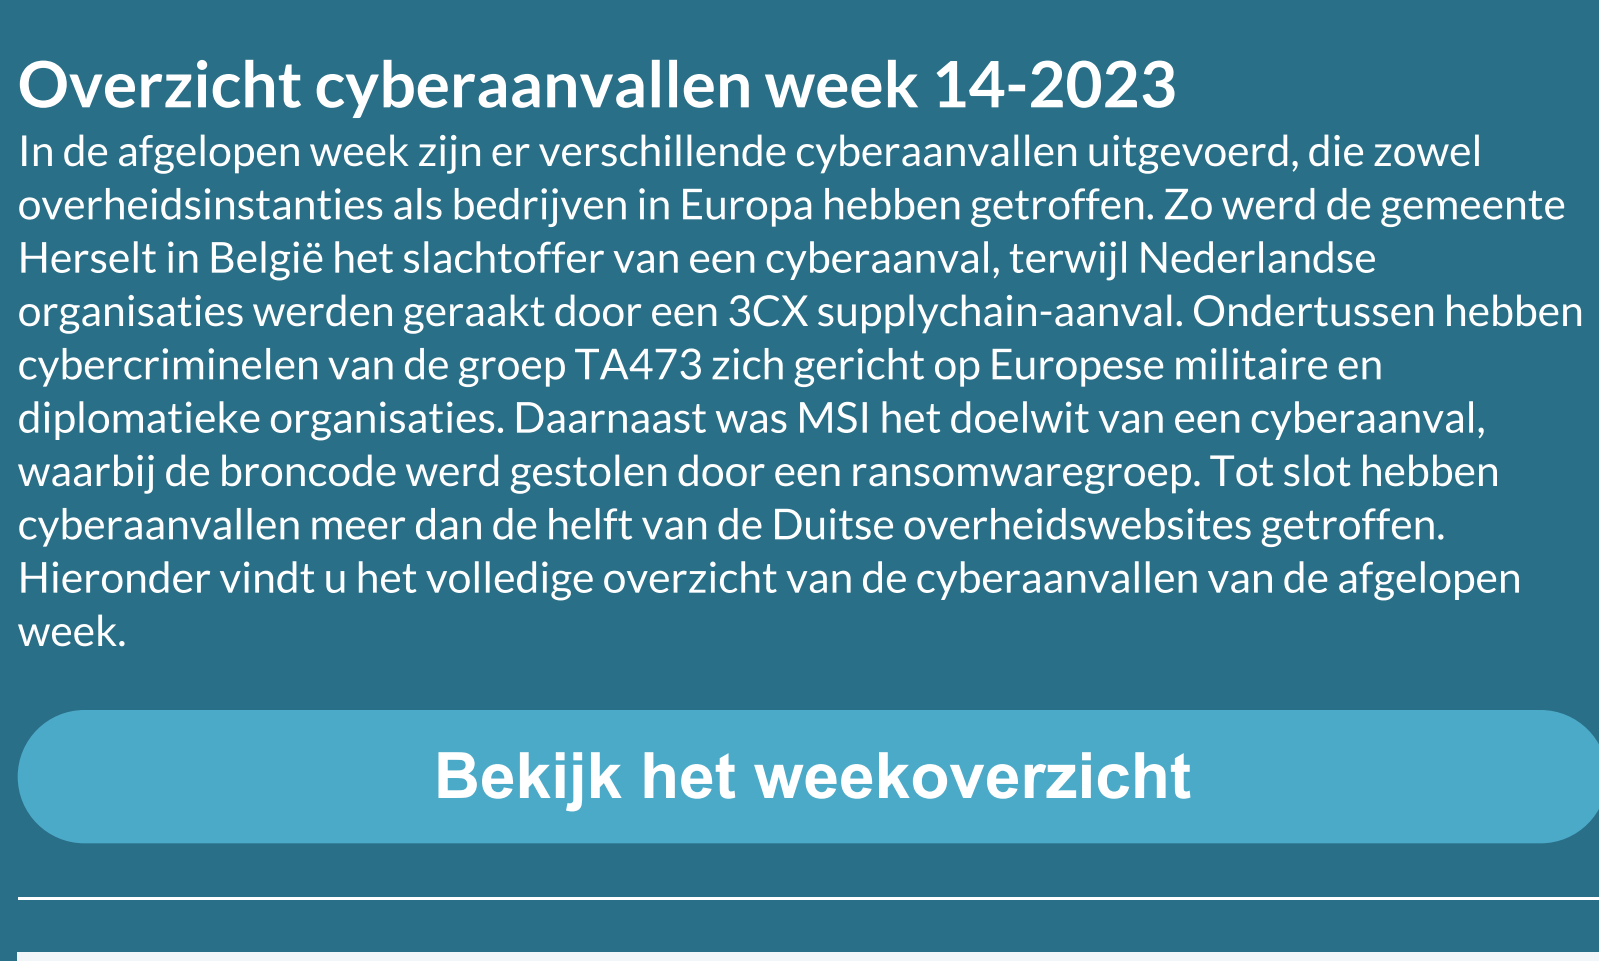 Overzicht cyberaanvallen week 14-2023
In de afgelopen week zijn er verschillende cyberaanvallen uitgevoerd, die zowel
overheidsinstanties als bedrijven in Europa hebben getroffen. Zo werd de gemeente
Herselt in België het slachtoffer van een cyberaanval, terwijl Nederlandse
organisaties werden geraakt door een 3CX supplychain-aanval. Ondertussen hebben
cybercriminelen van de groep TA473 zich gericht op Europese militaire en
diplomatieke organisaties. Daarnaast was MSI het doelwit van een cyberaanval,
waarbij de broncode werd gestolen door een ransomwaregroep. Tot slot hebben
cyberaanvallen meer dan de helft van de Duitse overheidswebsites getroffen.
Hieronder vindt u het volledige overzicht van de cyberaanvallen van de afgelopen
week.
Bekijk het weekoverzicht